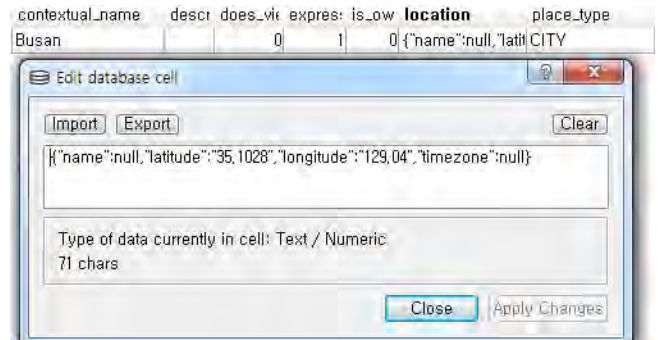 contextual_name descr does_vie expres: is_ow location place_type
Busan 0 1 0 {"name":null,"latit CITY
Edit database cell
Import Export Clear
{"name":null,"latitude":"35,1028","longitude":"129,04","timezone":null}
Type of data currently in cell: Text / Numeric
71 chars
Close Apply Changes